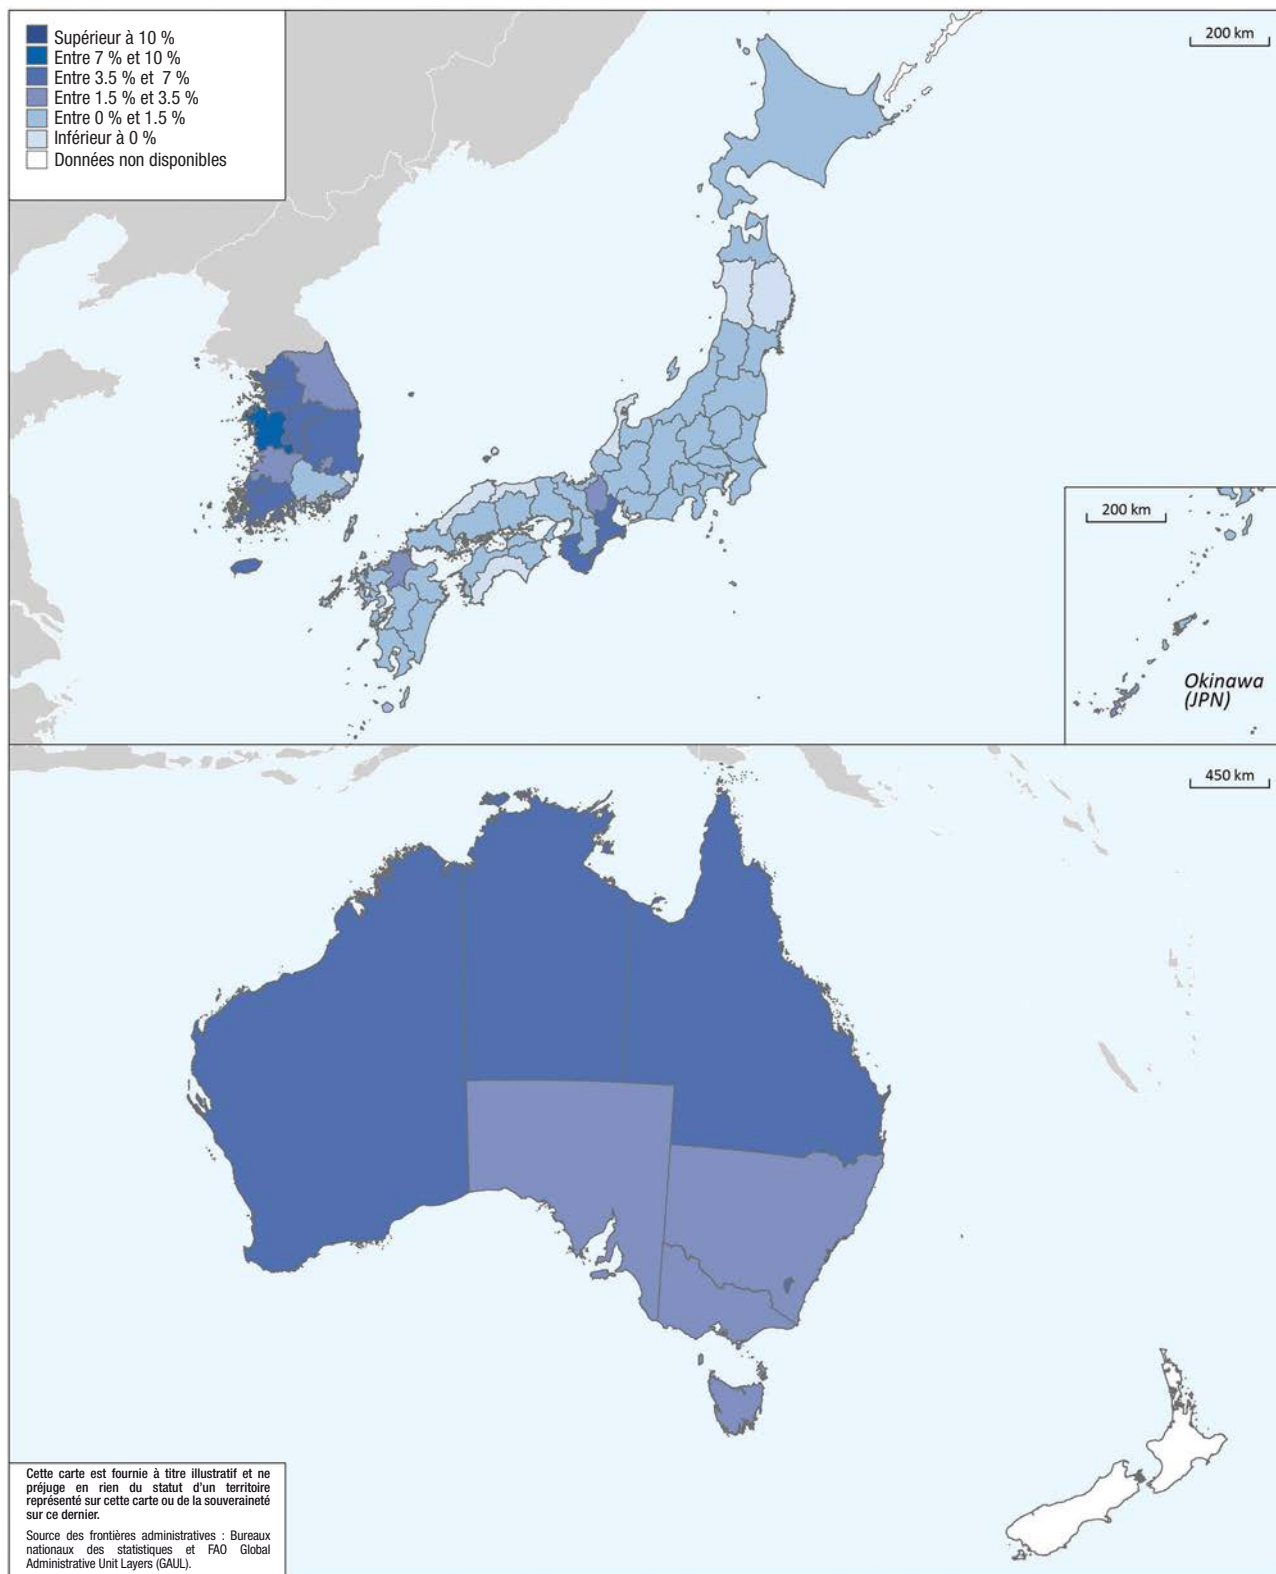 Supérieur à 10 %
Entre 7 % et 10 %
Entre 3.5 % et 7 %
Entre 1.5 % et 3.5 %
Entre 0 % et 1.5 %
Inférieur à 0 %
Données non disponibles
200 km
200 km
Okinawa
(JPN)
450 km
Cette carte est fournie à titre illustratif et ne
préjuge en rien du statut d'un territoire
représenté sur cette carte ou de la souveraineté
sur ce dernier.
Source des frontières administratives : Bureaux
nationaux des statistiques et FAO Global
Administrative Unit Layers (GAUL).